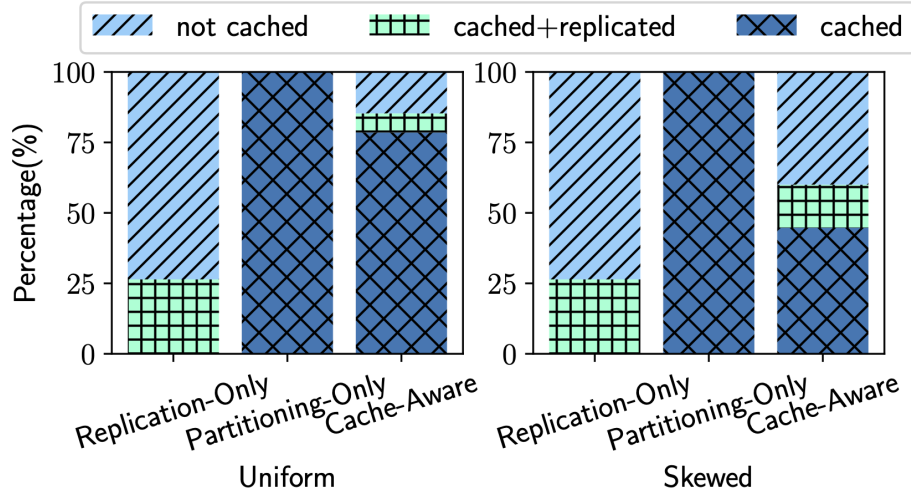 not cached cached+replicated cached
Percentage(%)
100
75
50
25
0
Replication-Only
Partitioning-Only
Cache-Aware
Uniform
100
75
50
25
0
Replication-Only
Partitioning-Only
Cache-Aware
Skewed